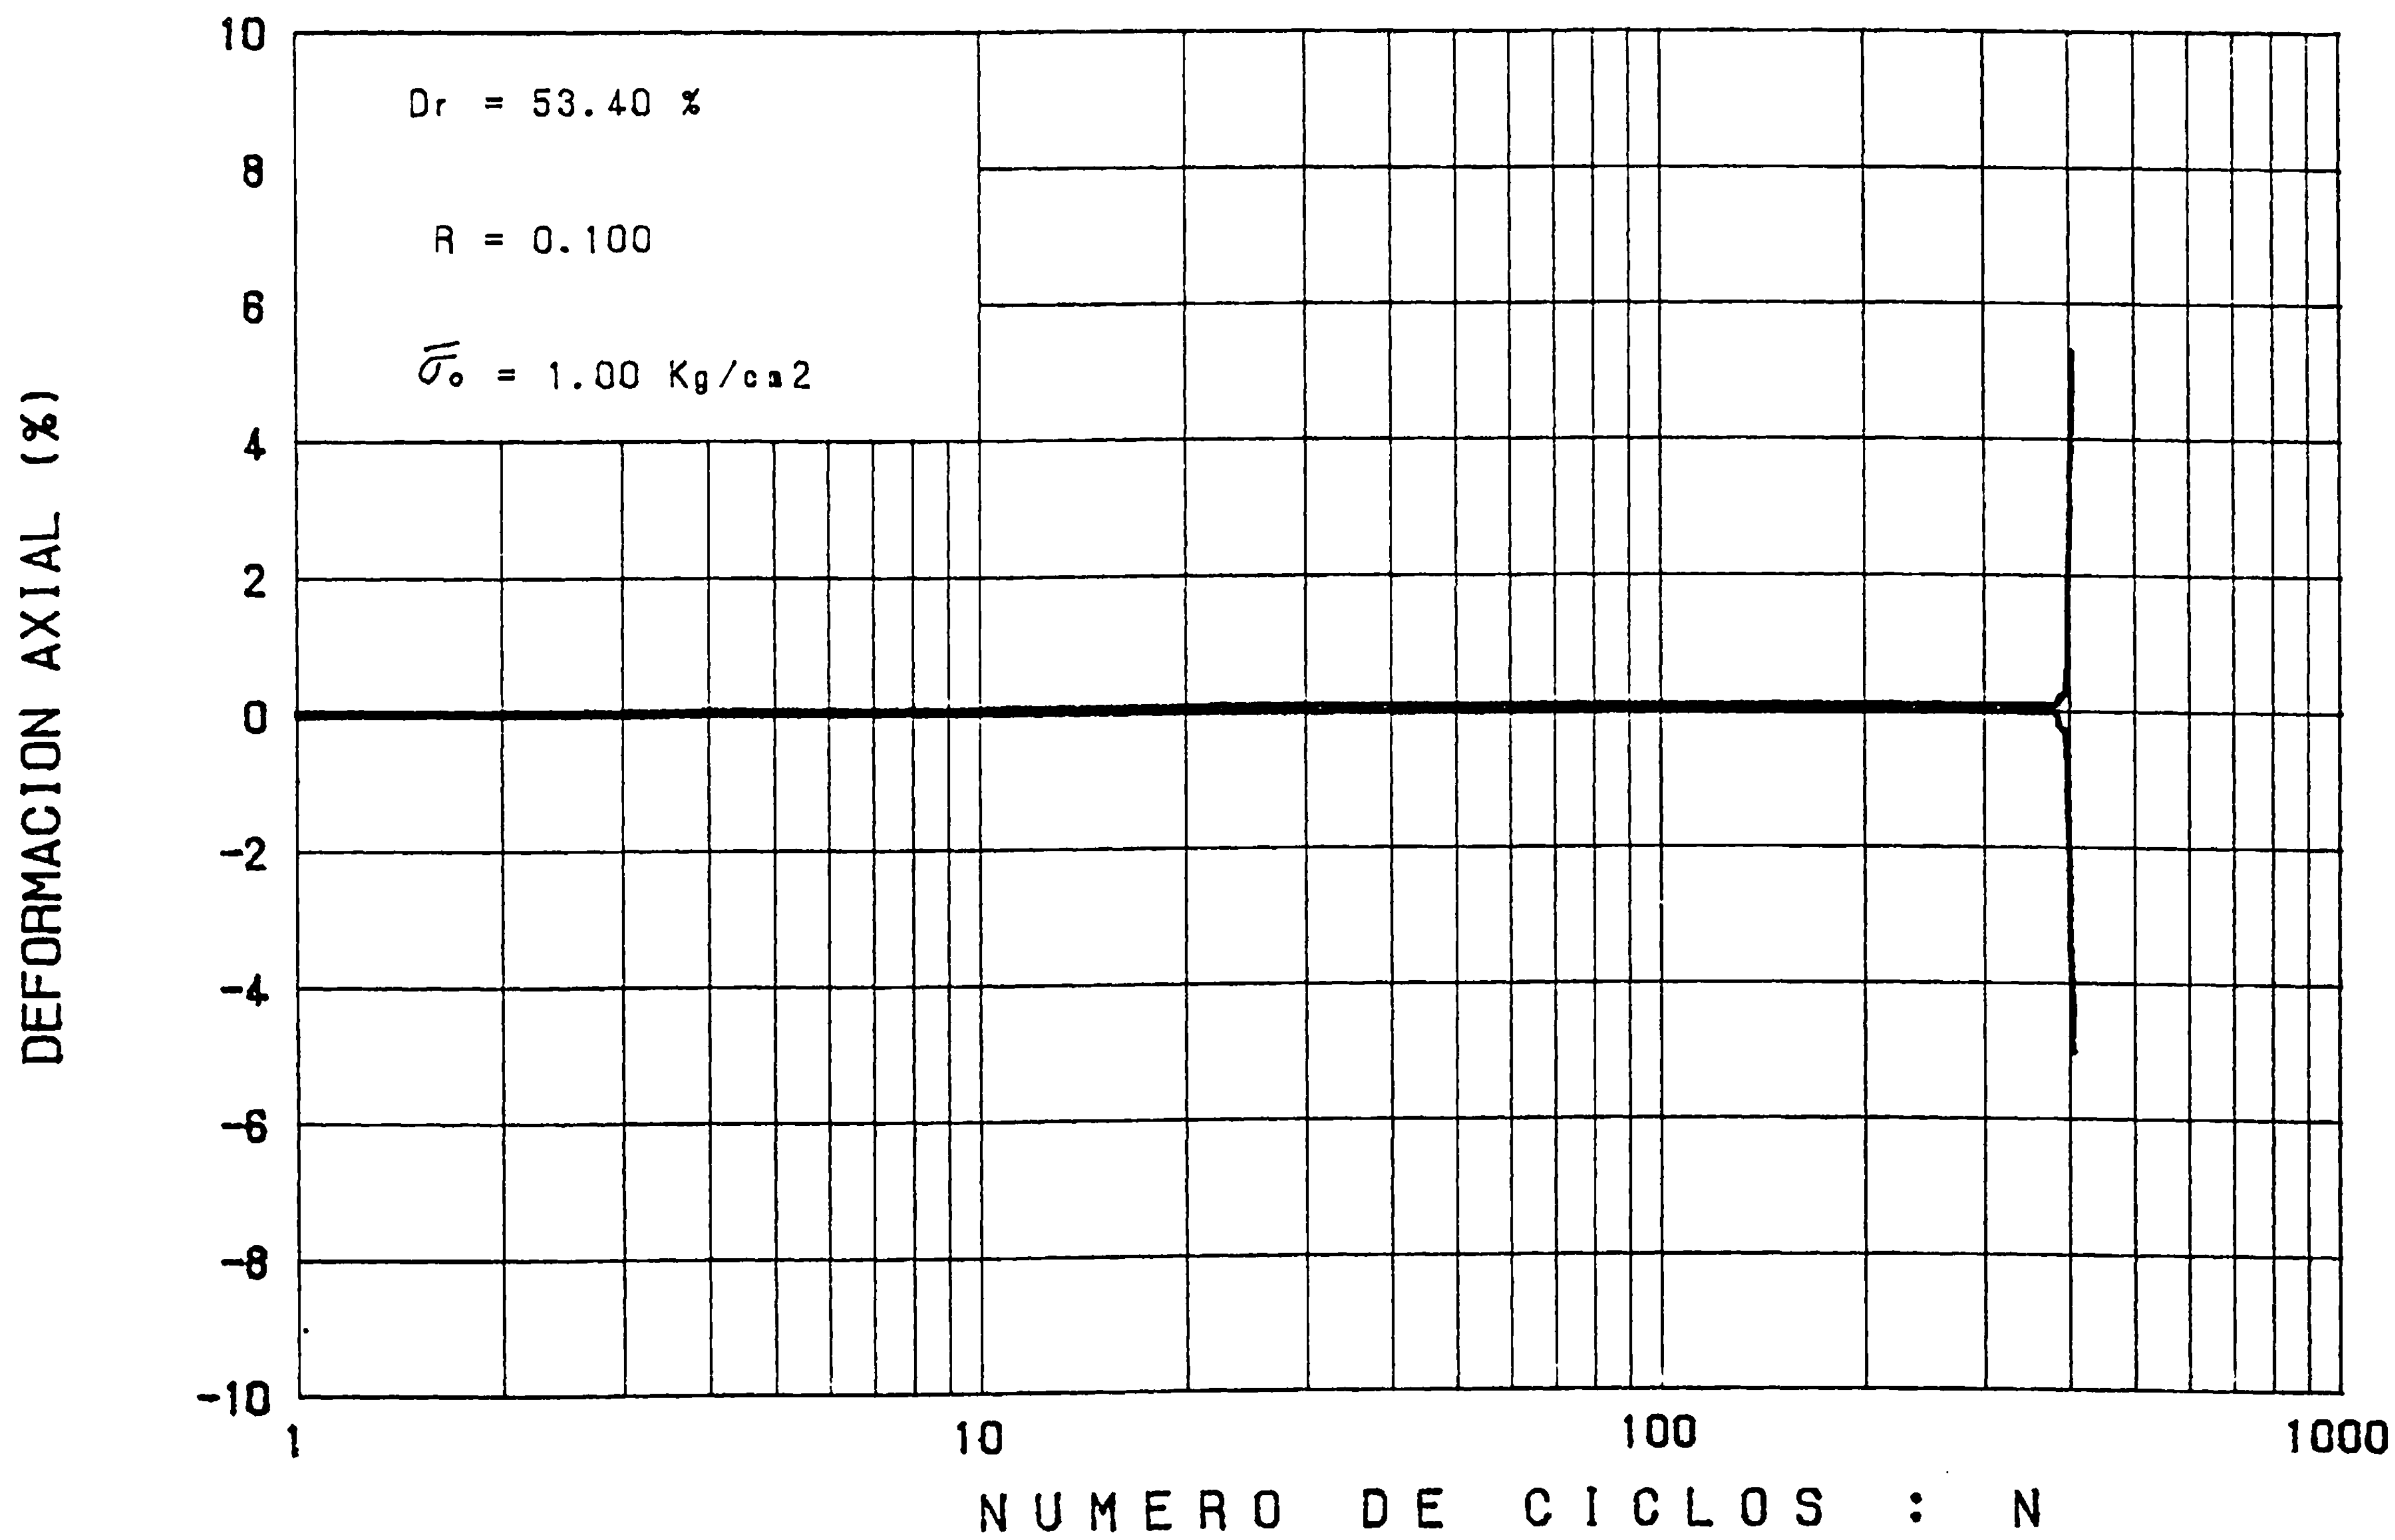 Dr = 53.40 %
R = 0.100
σ̅o = 1.00 Kg/cm2
DEFORMACION AXIAL (%)
10
8
6
4
2
0
-2
-4
-6
-8
-10
1 10 100 1000
NUMERO DE CICLOS : N